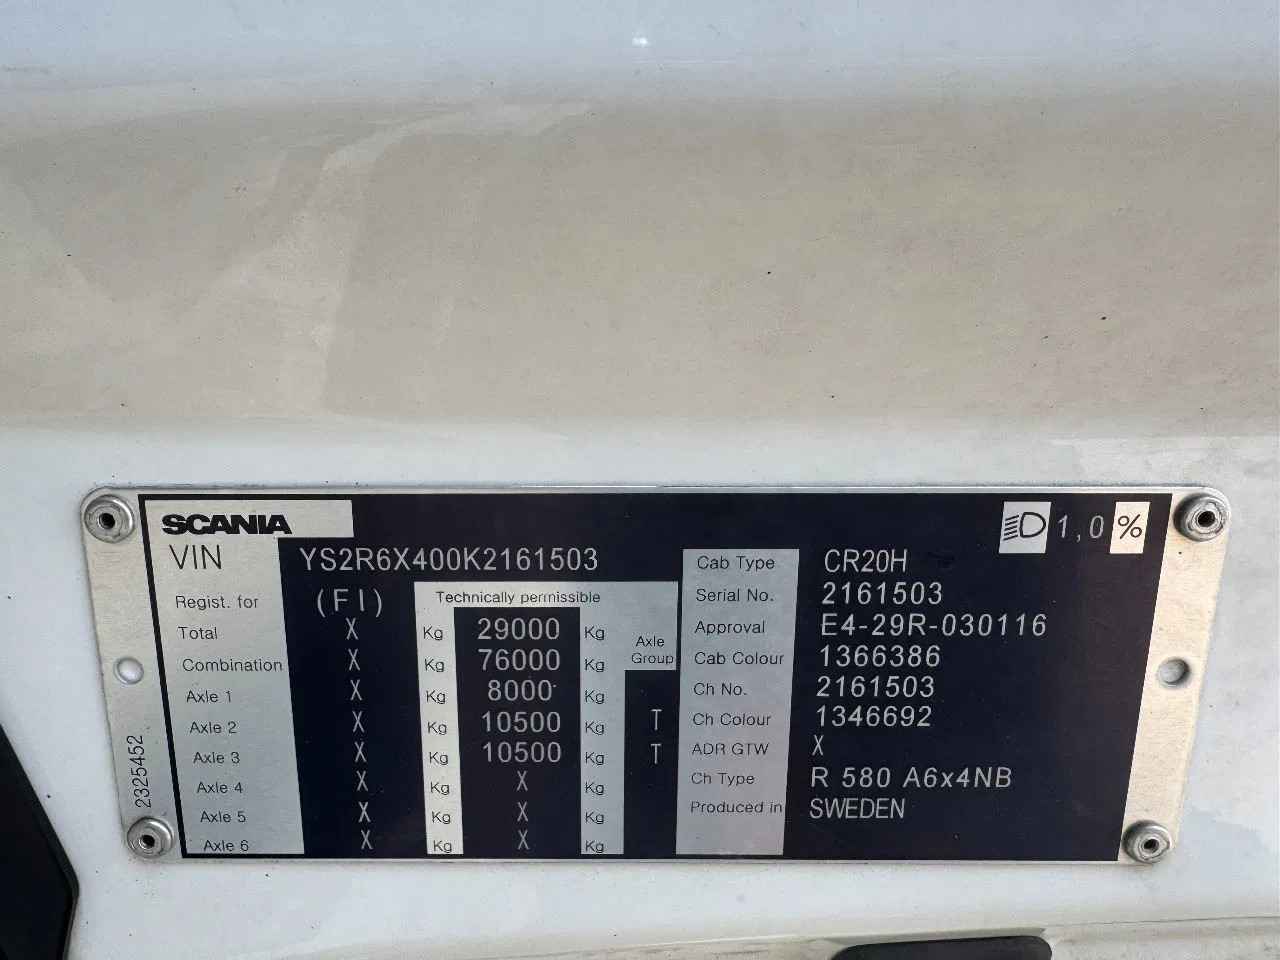 SCANIA 1,0 %
VIN YS2R6X400K2161503 Cab Type CR20H
Regist. for (FI) Technically permissible Serial No. 2161503
Total X Kg 29000 Kg Axle Group Approval E4-29R-030116
Combination X Kg 76000 Kg Cab Colour 1366386
Axle 1 X Kg 8000 Kg Ch No. 2161503
Axle 2 X Kg 10500 Kg T Ch Colour 1346692
Axle 3 X Kg 10500 Kg T ADR GTW X
Axle 4 X Kg X Kg Ch Type R 580 A6x4NB
Axle 5 X Kg X Kg Produced in SWEDEN
Axle 6 X Kg X Kg
2325452